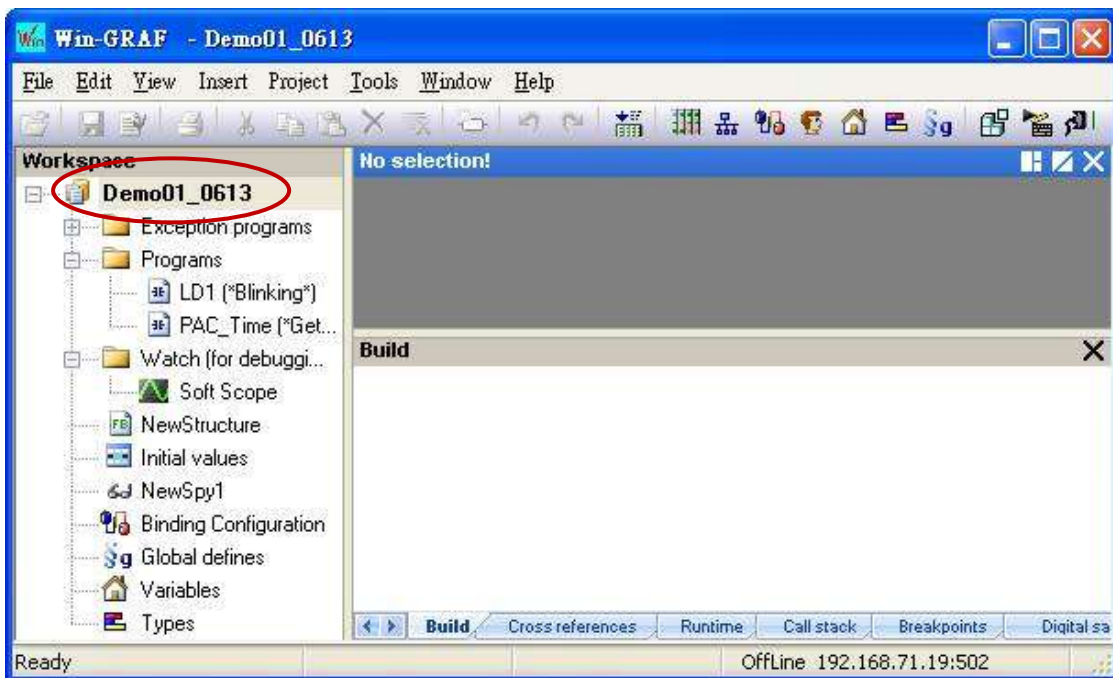 Win-GRAF - Demo01_0613
File Edit View Insert Project Tools Window Help
Workspace
No selection!
Demo01_0613
Exception programs
Programs
LD1 (*Blinking*)
PAC_Time (*Get...
Watch (for debuggi...
Soft Scope
NewStructure
Initial values
NewSpy1
Binding Configuration
Global defines
Variables
Types
Build
Build Cross references Runtime Call stack Breakpoints Digital sa
Ready
OffLine 192.168.71.19:502